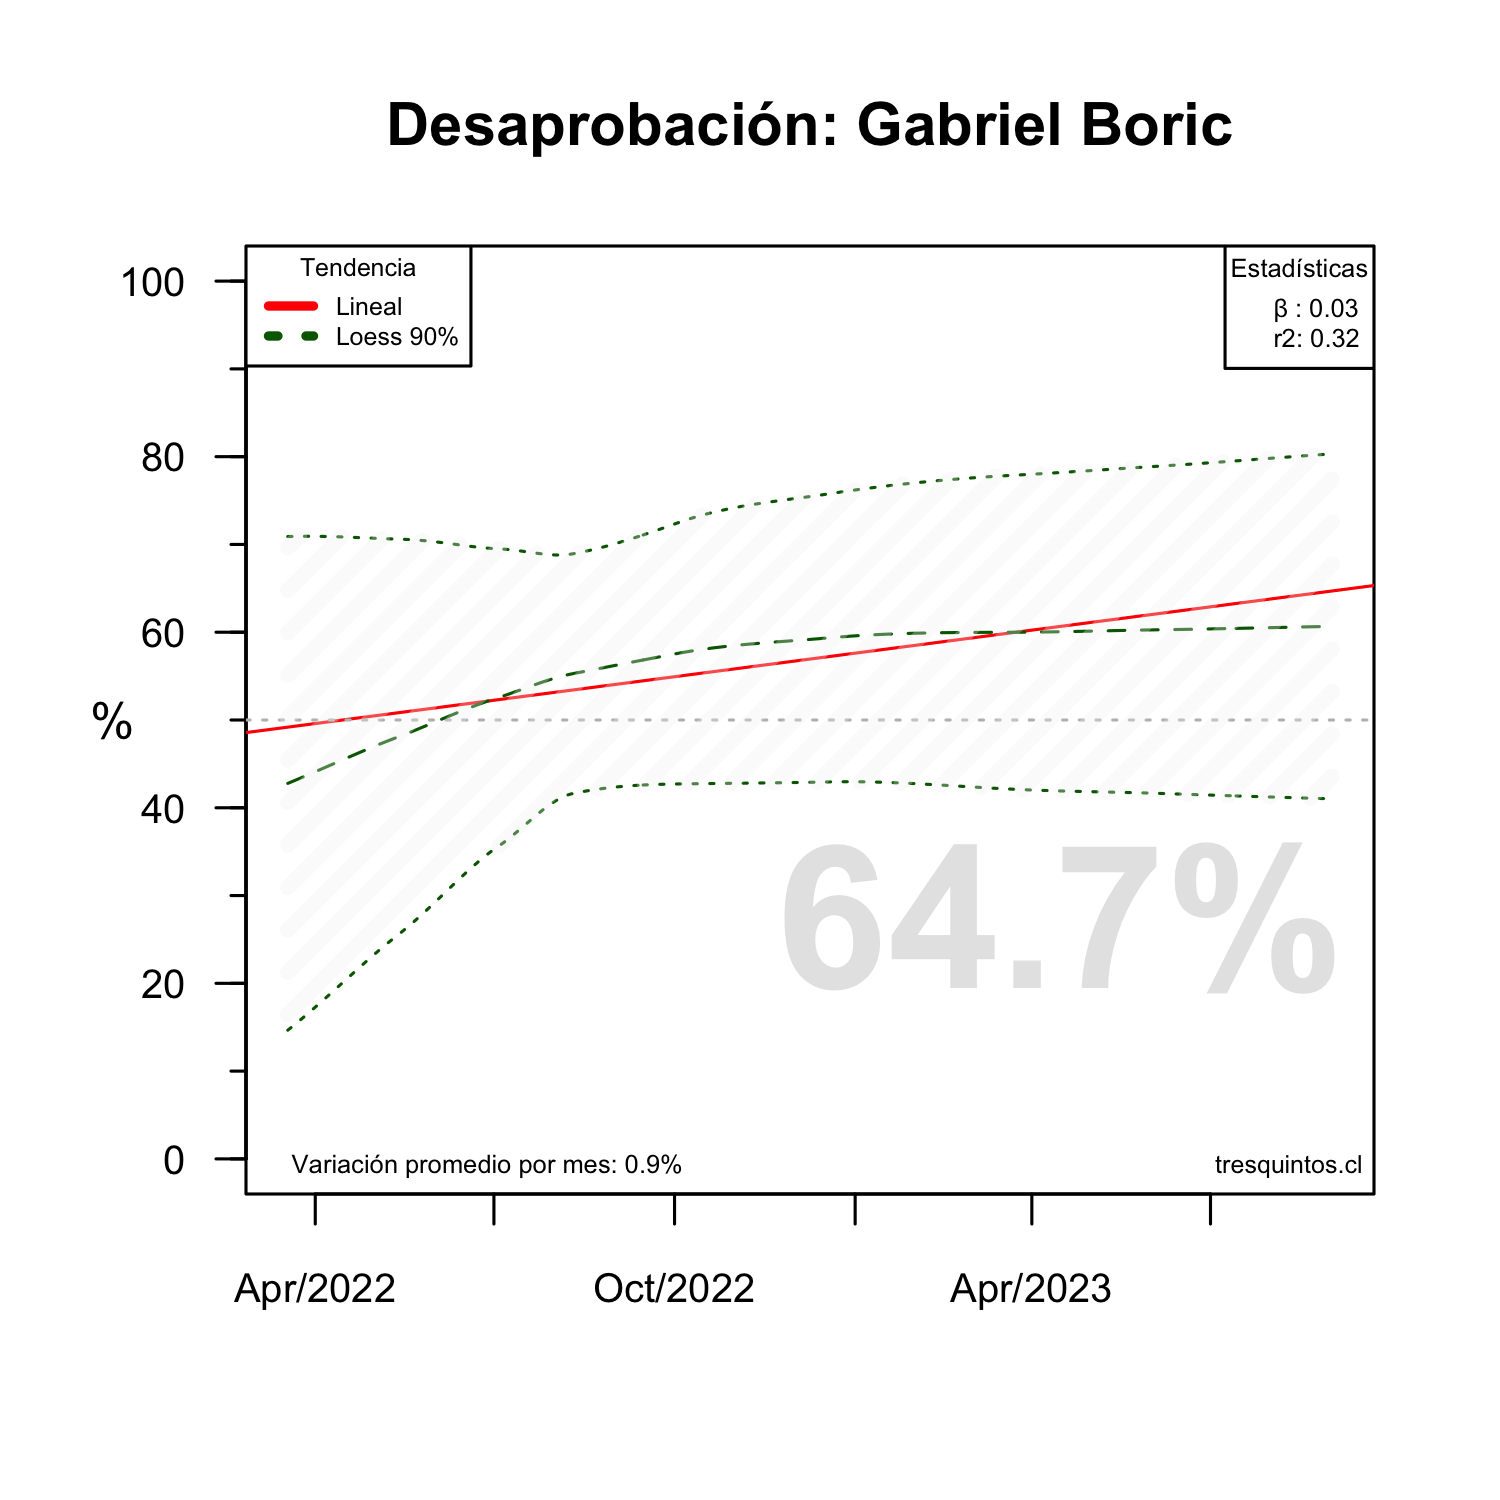 Desaprobación: Gabriel Boric
Tendencia
Lineal
Loess 90%
Estadísticas
β : 0.03
r2: 0.32
100
80
60
%
40
20
0
64.7%
Variación promedio por mes: 0.9%
tresquintos.cl
Apr/2022
Oct/2022
Apr/2023